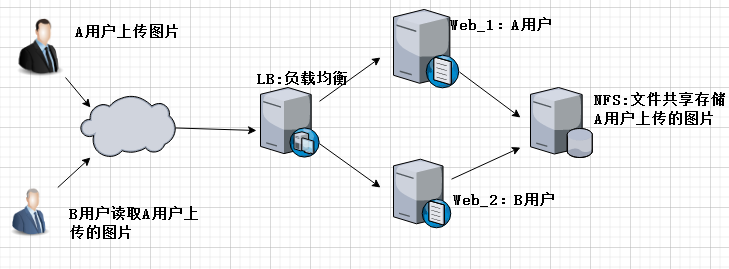 A用户上传图片
Web_1：A用户
LB:负载均衡
NFS:文件共享存储
A用户上传的图片
B用户读取A用户上
传的图片
Web_2：B用户